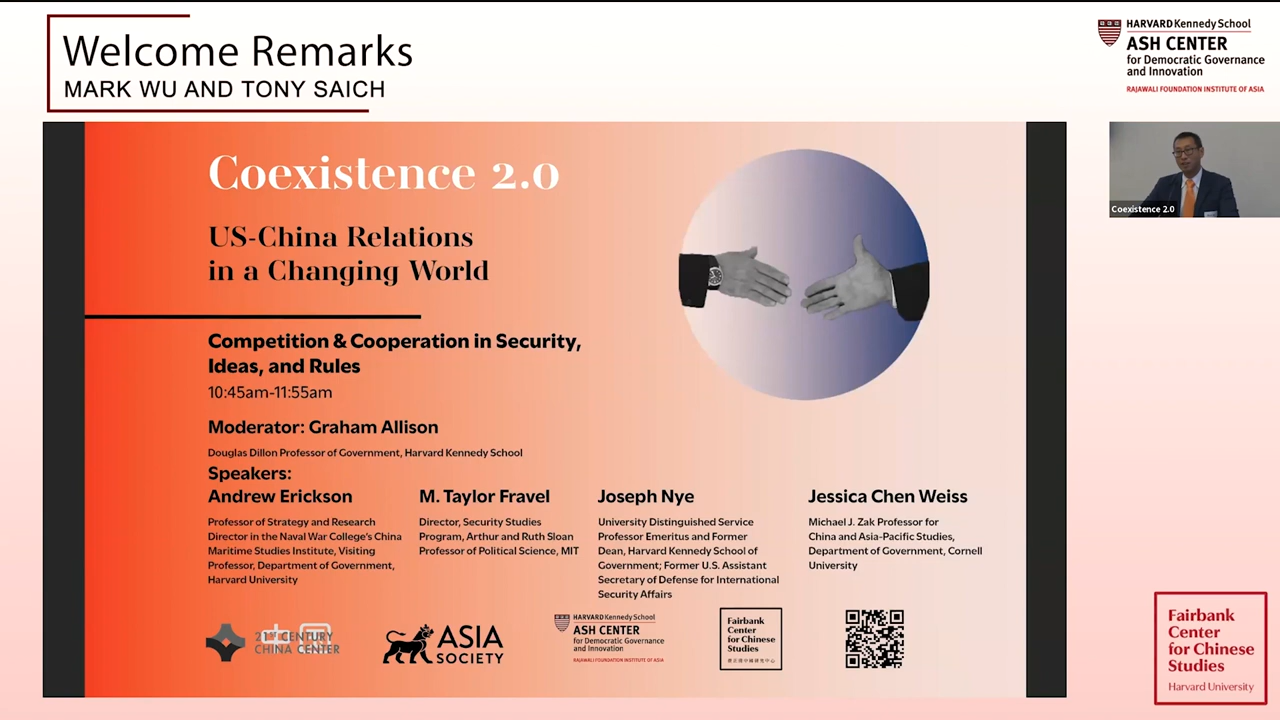 Welcome Remarks
MARK WU AND TONY SAICH
HARVARD Kennedy School
ASH CENTER
for Democratic Governance
and Innovation
RAJAWALI FOUNDATION INSTITUTE OF ASIA
Coexistence 2.0
Coexistence 2.0
US-China Relations
in a Changing World
Competition & Cooperation in Security,
Ideas, and Rules
10:45am-11:55am
Moderator: Graham Allison
Douglas Dillon Professor of Government, Harvard Kennedy School
Speakers:
Andrew Erickson
Professor of Strategy and Research
Director in the Naval War College's China
Maritime Studies Institute, Visiting
Professor, Department of Government,
Harvard University
M. Taylor Fravel
Director, Security Studies
Program, Arthur and Ruth Sloan
Professor of Political Science, MIT
Joseph Nye
University Distinguished Service
Professor Emeritus and Former
Dean, Harvard Kennedy School of
Government; Former U.S. Assistant
Secretary of Defense for International
Security Affairs
Jessica Chen Weiss
Michael J. Zak Professor for
China and Asia-Pacific Studies,
Department of Government, Cornell
University
中国
21ST CENTURY
CHINA CENTER
ASIA
SOCIETY
HARVARD Kennedy School
ASH CENTER
for Democratic Governance
and Innovation
RAJAWALI FOUNDATION INSTITUTE OF ASIA
Fairbank
Center
for Chinese
Studies
Fairbank
Center
for Chinese
Studies
Harvard University